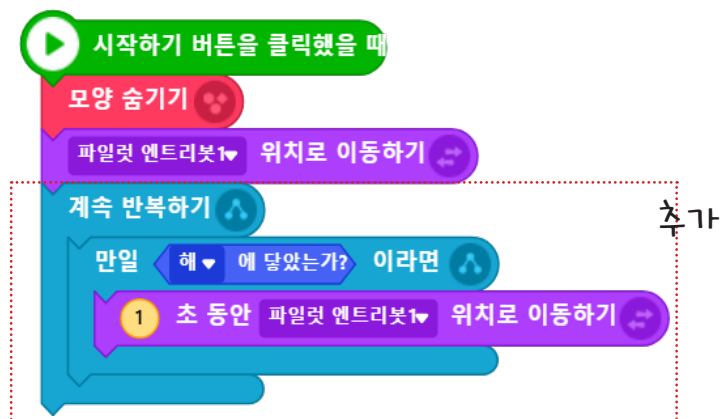 시작하기 버튼을 클릭했을 때
모양 숨기기
파일럿 엔트리봇1▼ 위치로 이동하기
계속 반복하기
추가
만일 해▼ 에 닿았는가? 이라면
1 초 동안 파일럿 엔트리봇1▼ 위치로 이동하기